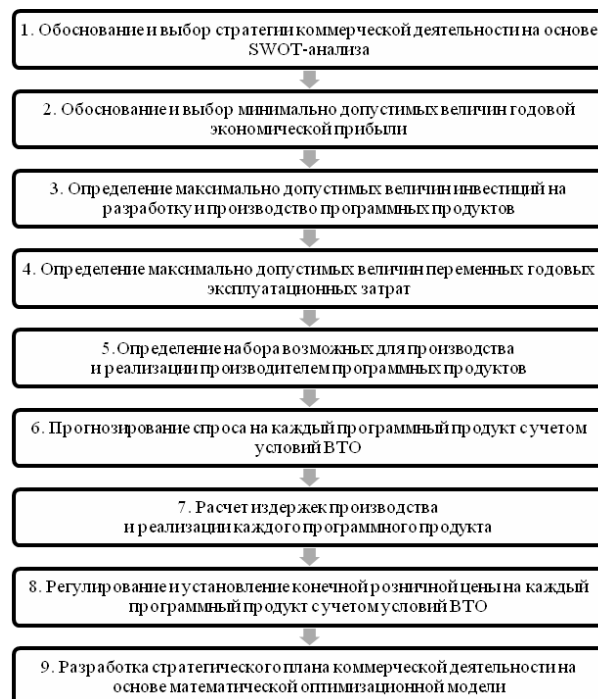 1. Обоснование и выбор стратегии коммерческой деятельности на основе
SWOT-анализа
2. Обоснование и выбор минимально допустимых величин годовой
экономической прибыли
3. Определение максимально допустимых величин инвестиций на
разработку и производство программных продуктов
4. Определение максимально допустимых величин переменных годовых
эксплуатационных затрат
5.Определение набора возможных для производства
и реализации производителем программных продуктов
6. Прогнозирование спроса на каждый программный продукт с учетом
условий ВТО
7. Расчет издержек производства
и реализации каждого программного продукта
8. Регулирование и установление конечной розничной цены на каждый
программный продукт с учетом условий ВТО
9. Разработка стратегического плана коммерческой деятельности на
основе математической оптимизационной модели